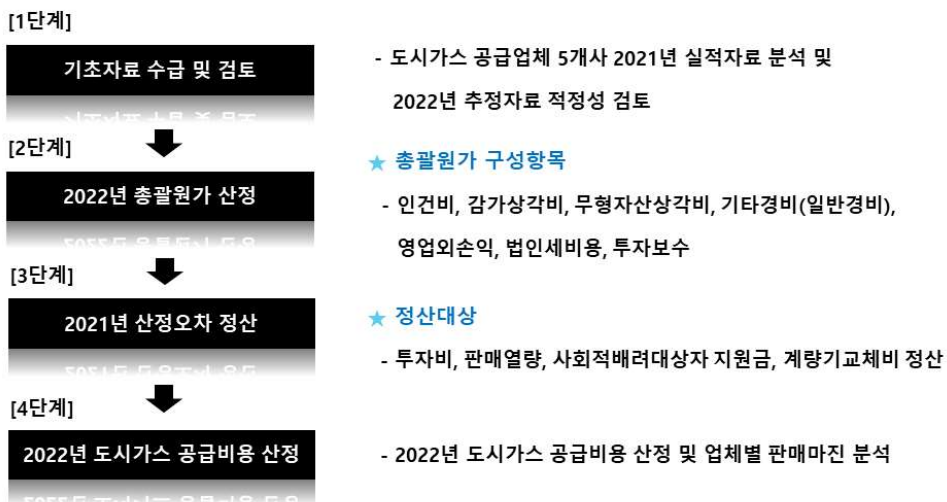 [1단계]
기초자료 수급 및 검토
- 도시가스 공급업체 5개사 2021년 실적자료 분석 및
2022년 추정자료 적정성 검토
[2단계]
2022년 총괄원가 산정
★ 총괄원가 구성항목
- 인건비, 감가상각비, 무형자산상각비, 기타경비(일반경비),
영업외손익, 법인세비용, 투자보수
[3단계]
2021년 산정오차 정산
★ 정산대상
- 투자비, 판매열량, 사회적배려대상자 지원금, 계량기교체비 정산
[4단계]
2022년 도시가스 공급비용 산정
- 2022년 도시가스 공급비용 산정 및 업체별 판매마진 분석